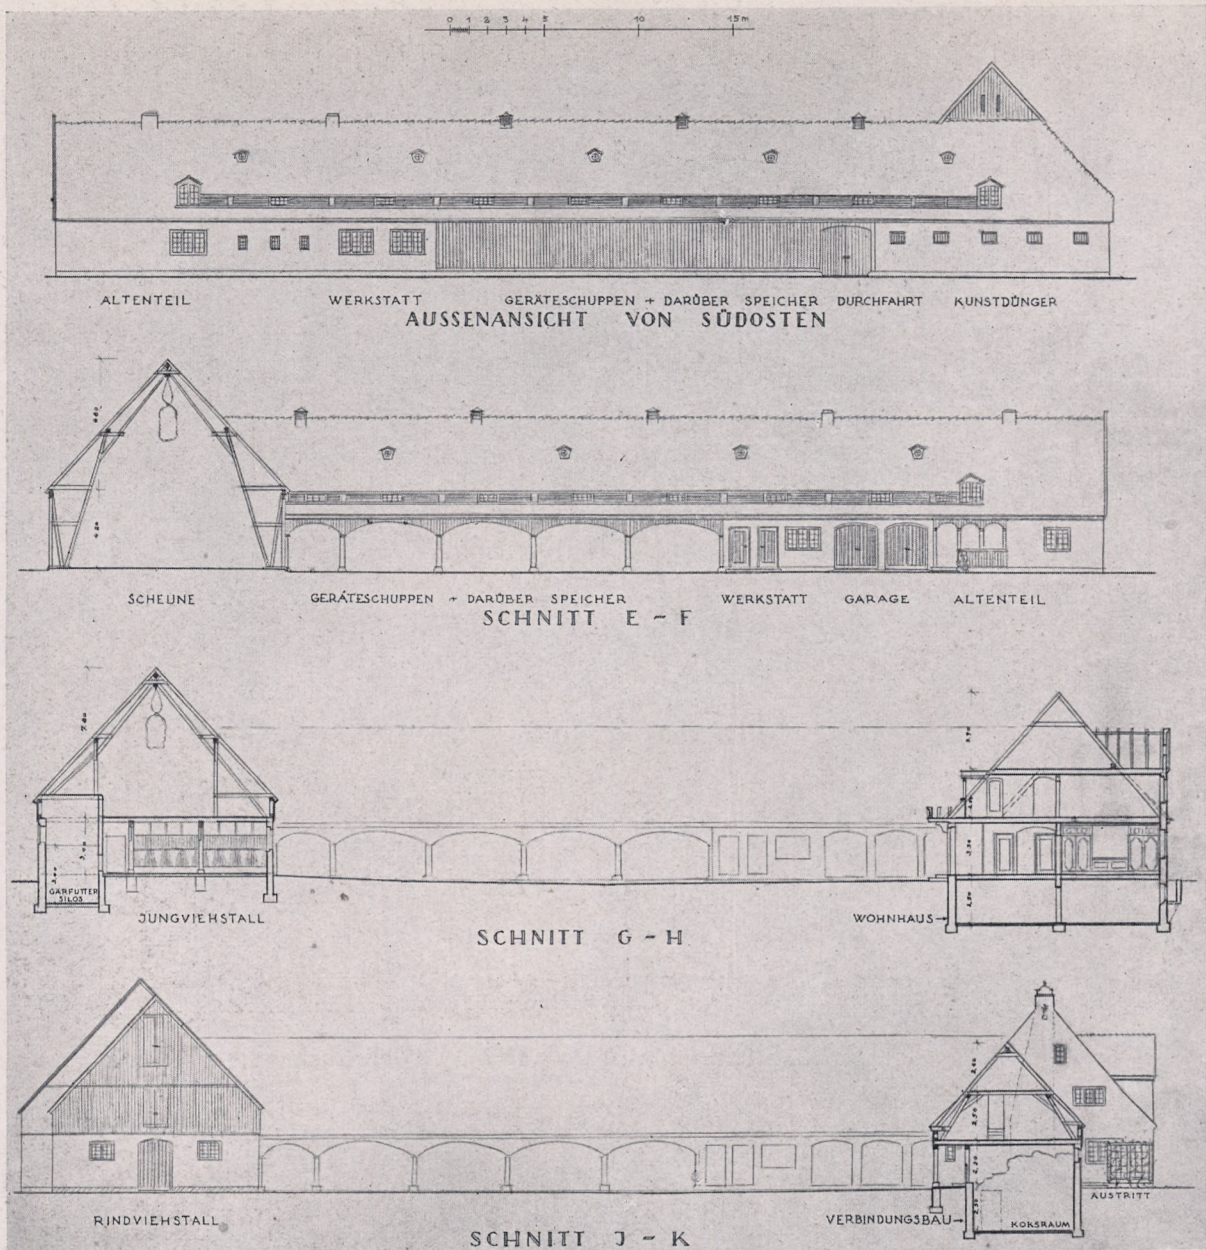 0 1 2 3 4 5 10 15m
ALTENTEIL WERKSTATT GERÄTESCHUPPEN + DARÜBER SPEICHER DURCHFAHRT KUNSTDÜNGER
AUSSENANSICHT VON SÜDOSTEN
SCHEUNE GERÄTESCHUPPEN + DARÜBER SPEICHER WERKSTATT GARAGE ALTENTEIL
SCHNITT E - F
GÄRFUTTER
SILOS
JUNGVIEHSTALL WOHNHAUS
SCHNITT G - H
AUSTRITT
RINDVIEHSTALL VERBINDUNGSBAU KOKSRAUM
SCHNITT J - K